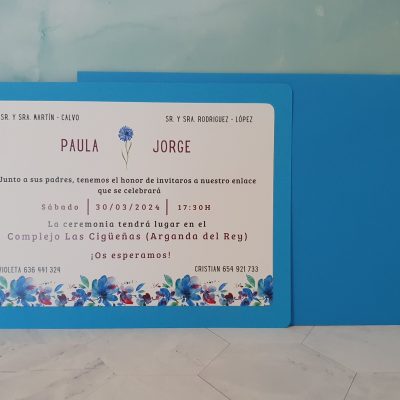 SR. Y SRA. MARTÍN - CALVO
SR. Y SRA. RODRIGUEZ - LÓPEZ
PAULA JORGE
Junto a sus padres, tenemos el honor de invitaros a nuestro enlace
que se celebrará
Sábado | 30/03/2024 | 17:30H
La ceremonia tendrá lugar en el
Complejo Las Cigüeñas (Arganda del Rey)
¡Os esperamos!
VIOLETA 636 441 324
CRISTIAN 654 921 733